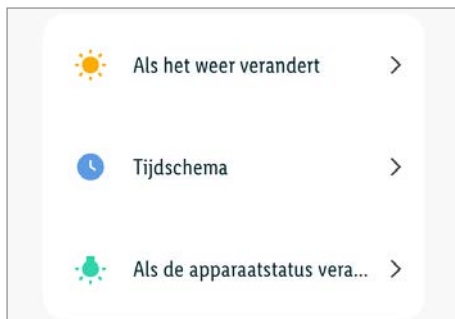 Als het weer verandert
Tijdschema
Als de apparaatstatus vera...